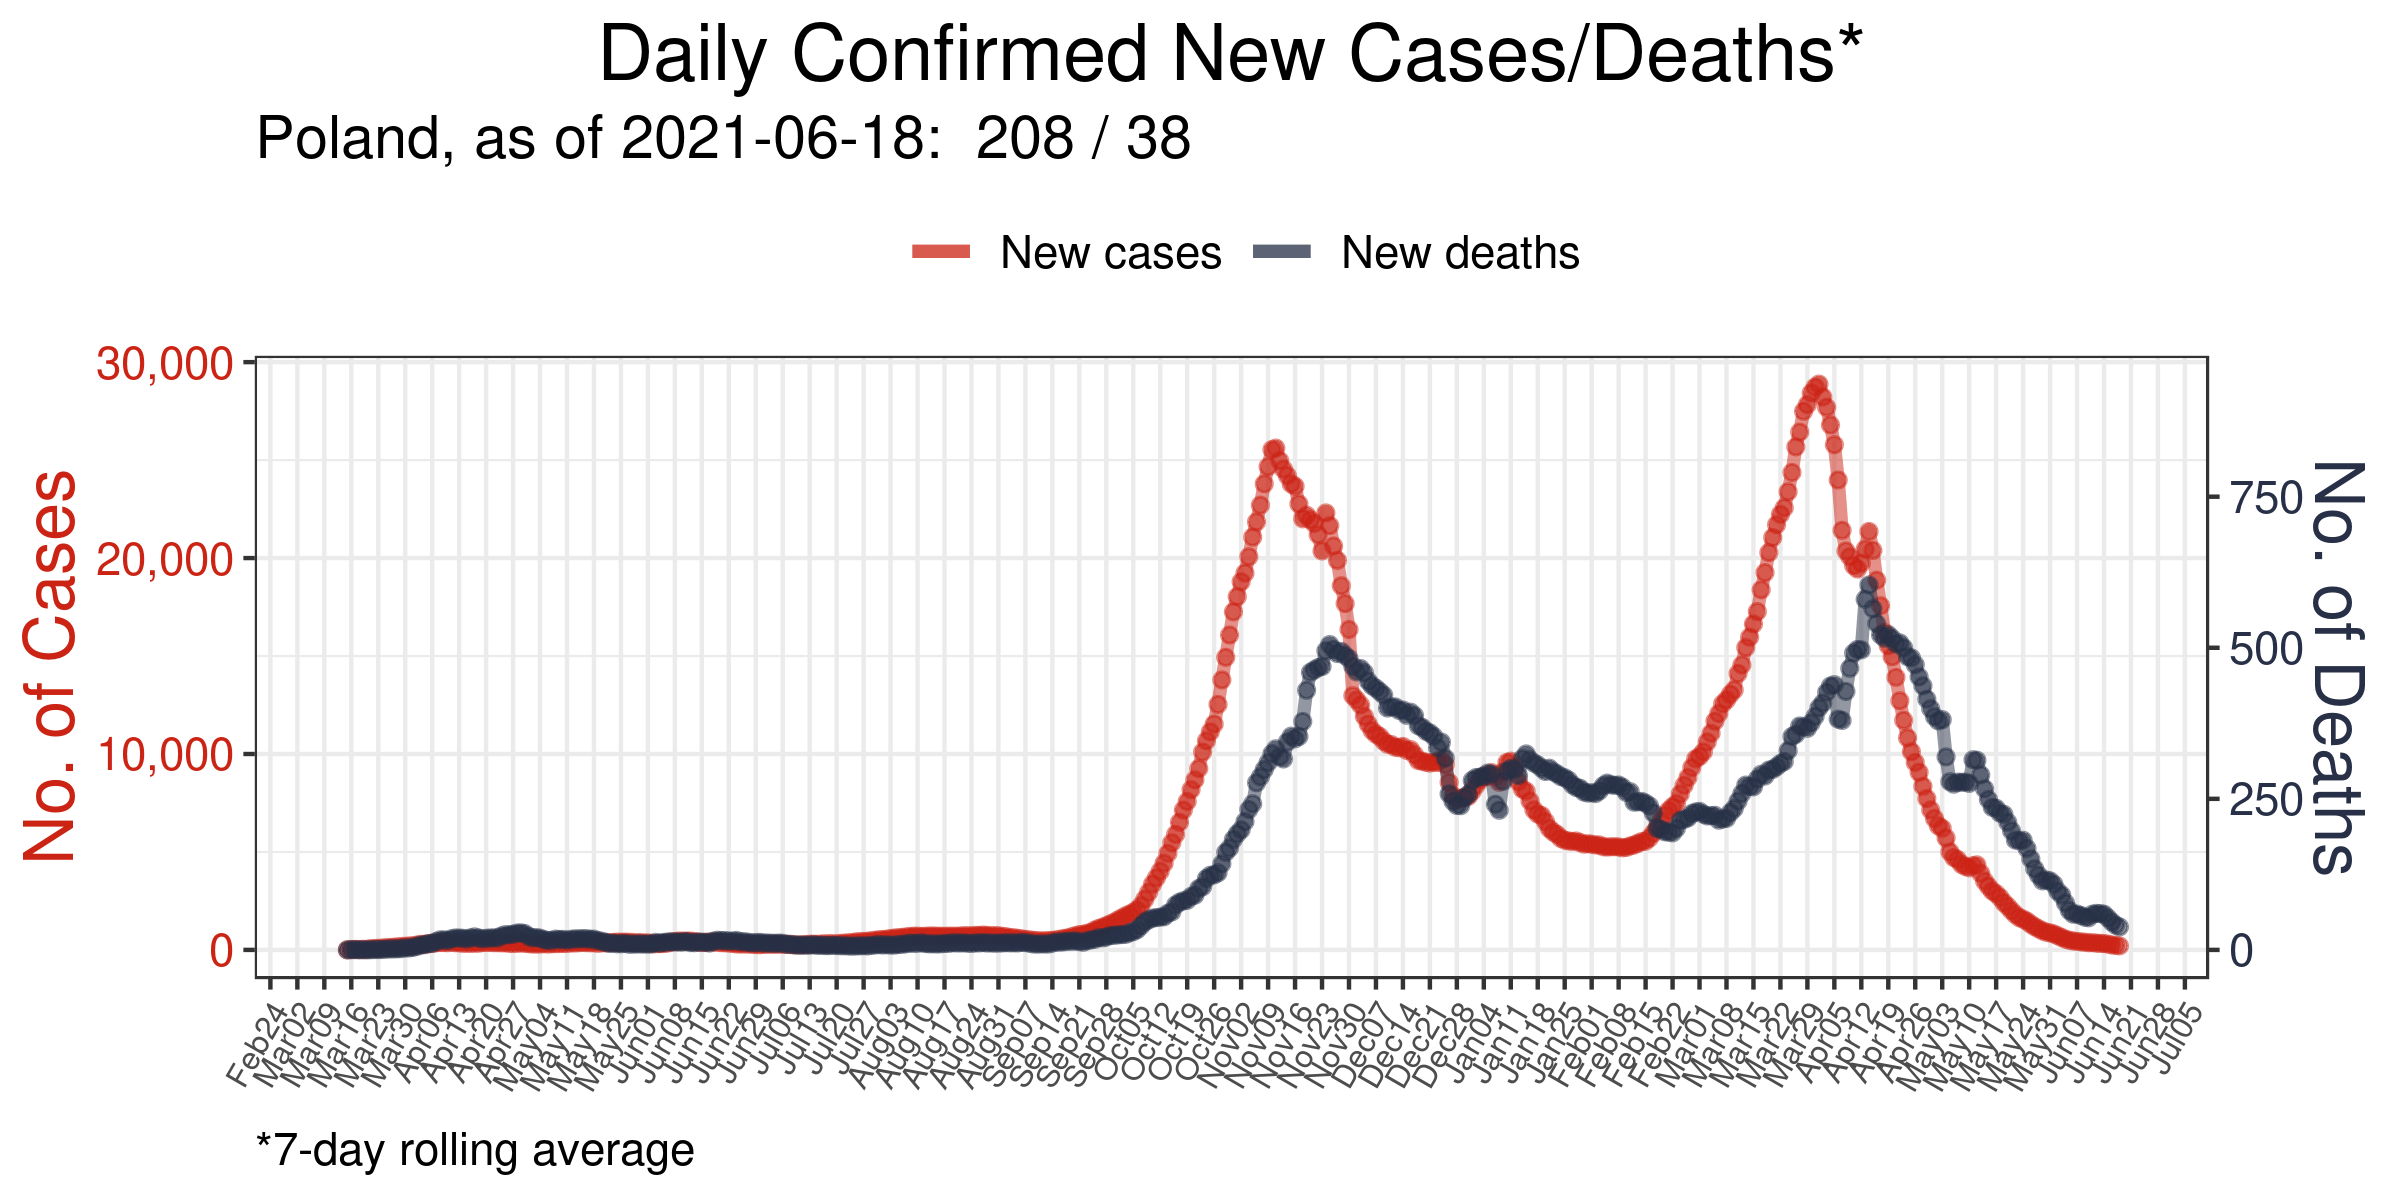 Daily Confirmed New Cases/Deaths*
Poland, as of 2021-06-18:  208 / 38
New cases New deaths
No. of Cases
30,000
20,000
10,000
0
750
500
250
0
No. of Deaths
Feb24 Mar02 Mar09 Mar16 Mar23 Mar30 Apr06 Apr13 Apr20 Apr27 May04 May11 May18 May25 Jun01 Jun08 Jun15 Jun22 Jun29 Jul06 Jul13 Jul20 Jul27 Aug03 Aug10 Aug17 Aug24 Aug31 Sep07 Sep14 Sep21 Sep28 Oct05 Oct12 Oct19 Oct26 Nov02 Nov09 Nov16 Nov23 Nov30 Dec07 Dec14 Dec21 Dec28 Jan04 Jan11 Jan18 Jan25 Feb01 Feb08 Feb15 Feb22 Mar01 Mar08 Mar15 Mar22 Mar29 Apr05 Apr12 Apr19 Apr26 May03 May10 May17 May24 May31 Jun07 Jun14 Jun21 Jun28 Jul05
*7-day rolling average